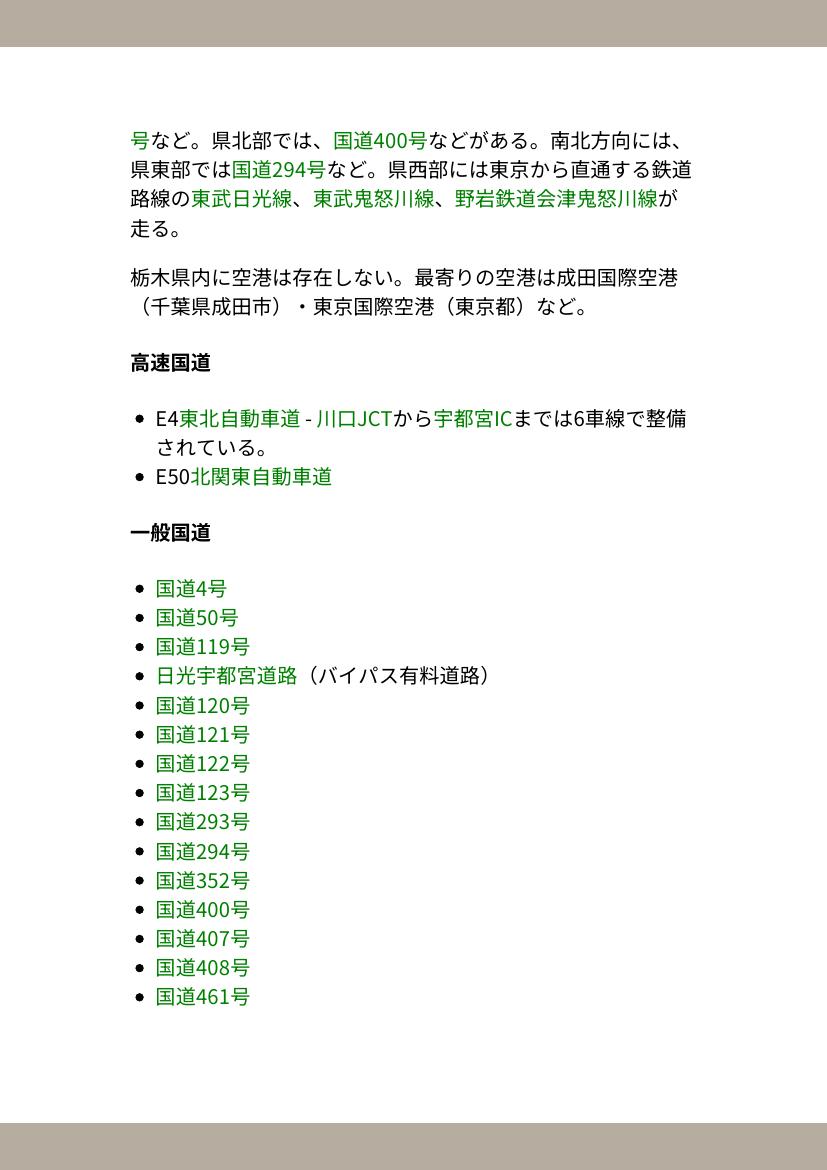 号など。県北部では、国道400号などがある。南北方向には、
県東部では国道294号など。県西部には東京から直通する鉄道
路線の東武日光線、東武鬼怒川線、野岩鉄道会津鬼怒川線が
走る。
栃木県内に空港は存在しない。最寄りの空港は成田国際空港
（千葉県成田市）・東京国際空港（東京都）など。
高速国道
• E4東北自動車道 - 川口JCTから宇都宮ICまでは6車線で整備
されている。
• E50北関東自動車道
一般国道
• 国道4号
• 国道50号
• 国道119号
• 日光宇都宮道路（バイパス有料道路）
• 国道120号
• 国道121号
• 国道122号
• 国道123号
• 国道293号
• 国道294号
• 国道352号
• 国道400号
• 国道407号
• 国道408号
• 国道461号